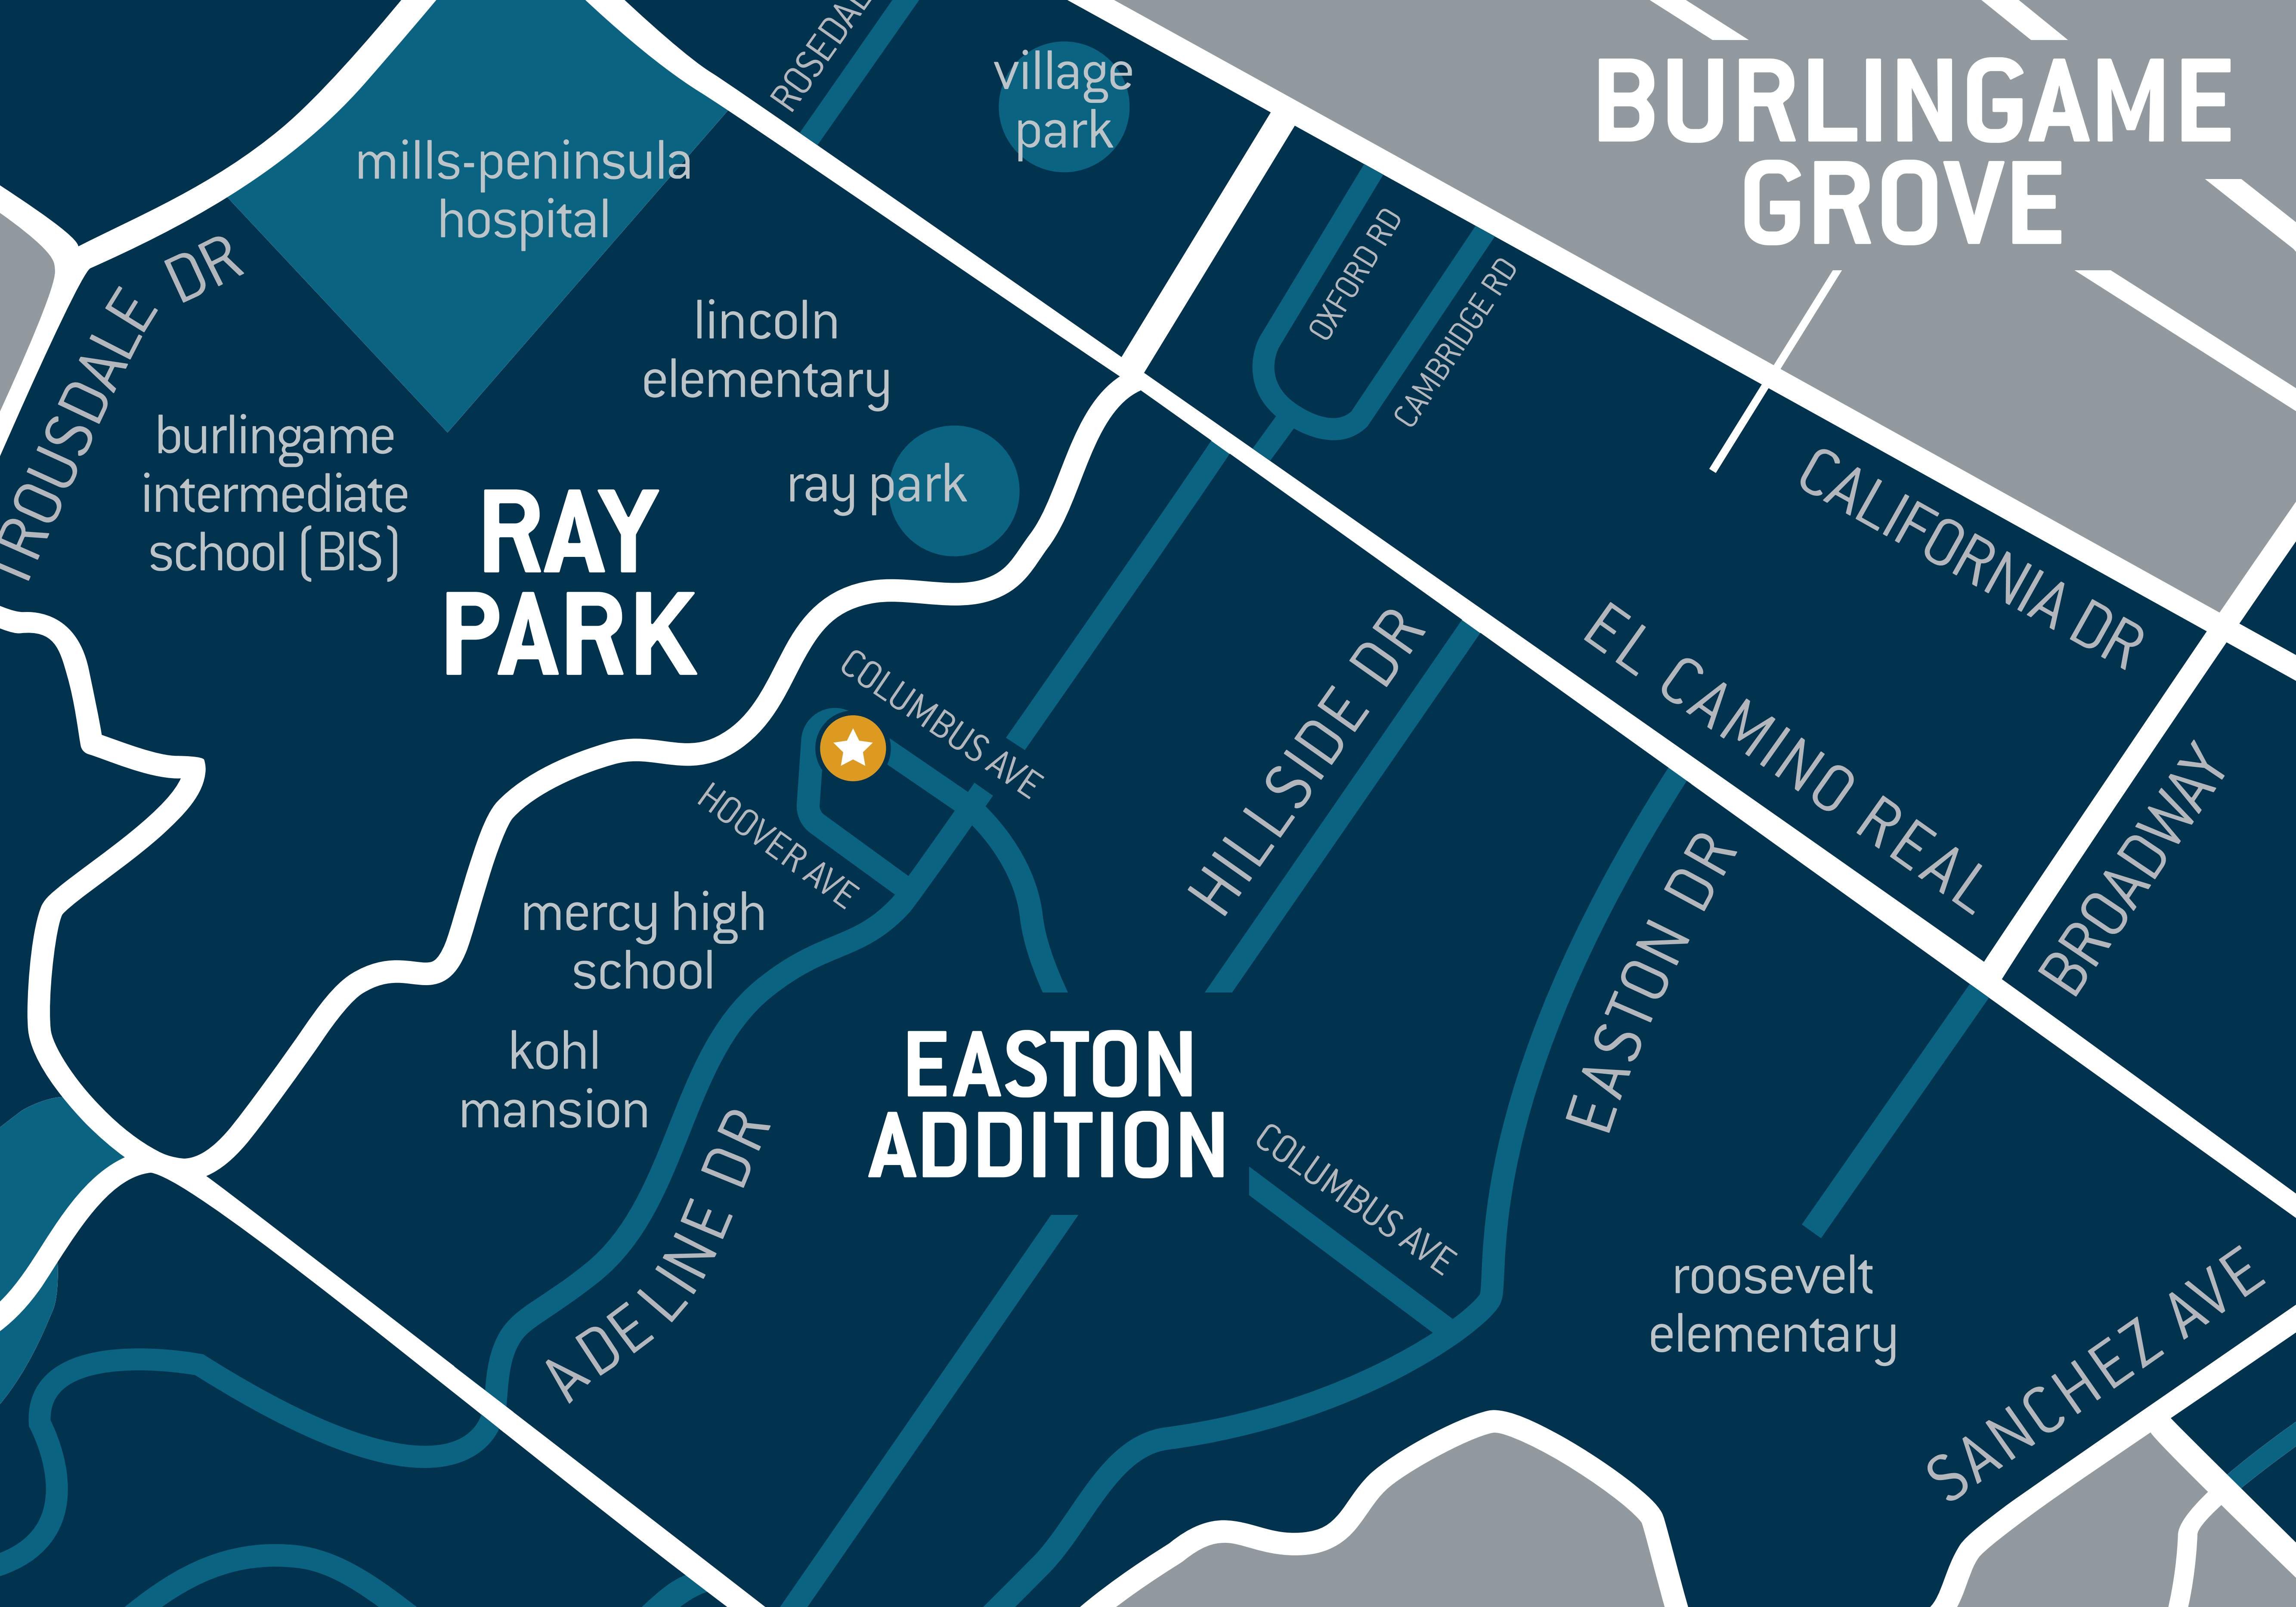 ROSEDAL
village
park
BURLINGAME
GROVE
mills-peninsula
hospital
TROUSDALE DR
OXFORD RD
CAMBRIDGE RD
lincoln
elementary
burlingame
intermediate
school (BIS)
ray park
RAY
PARK
CALIFORNIA DR
EL CAMINO REAL
HILLSIDE DR
COLUMBUS AVE
HOOVER AVE
BROADWAY
EASTON DR
mercy high
school
kohl
mansion
EASTON
ADDITION
ADELINE DR
COLUMBUS AVE
roosevelt
elementary
SANCHEZ AVE